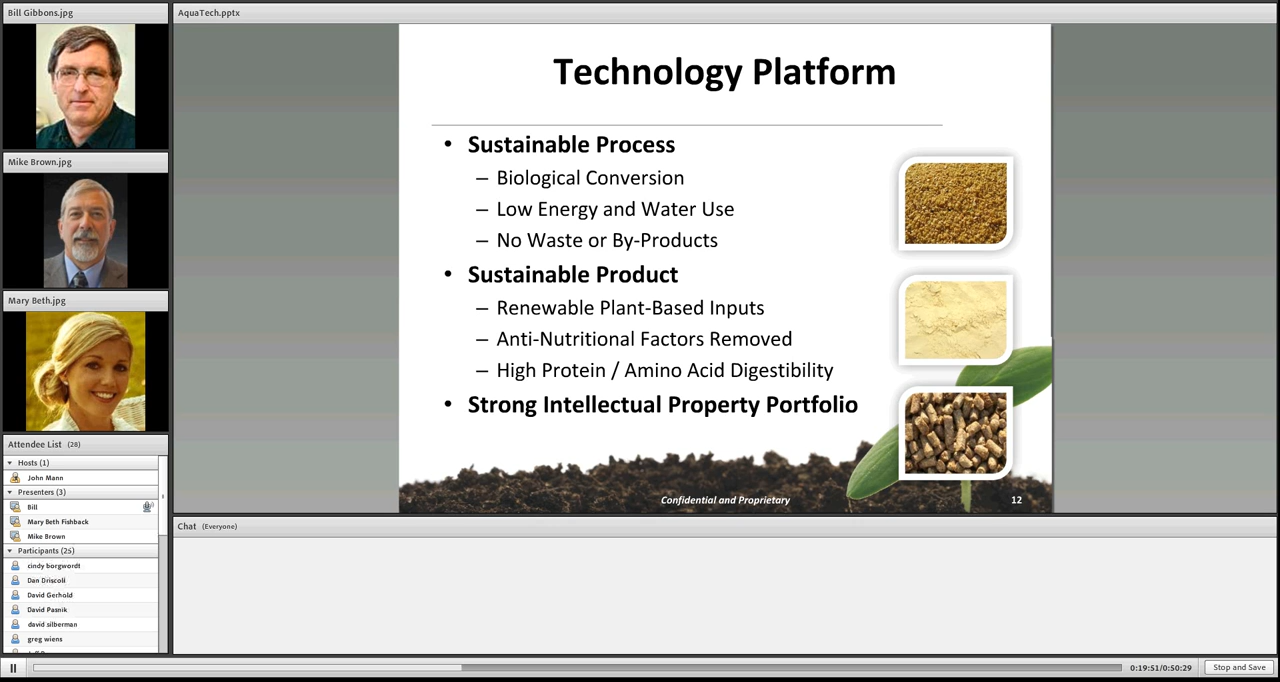 Bill Gibbons.jpg
Mike Brown.jpg
Mary Beth.jpg
Attendee List (28)
Hosts (1)
John Mann
Presenters (3)
Bill
Mary Beth Fishback
Mike Brown
Participants (25)
cindy borgwordt
Dan Driscoll
David Gerhold
David Pasnik
david silberman
greg wiens
AquaTech.pptx
Technology Platform
• Sustainable Process
– Biological Conversion
– Low Energy and Water Use
– No Waste or By-Products
• Sustainable Product
– Renewable Plant-Based Inputs
– Anti-Nutritional Factors Removed
– High Protein / Amino Acid Digestibility
• Strong Intellectual Property Portfolio
Confidential and Proprietary
12
Chat (Everyone)
0:19:51/0:50:29
Stop and Save